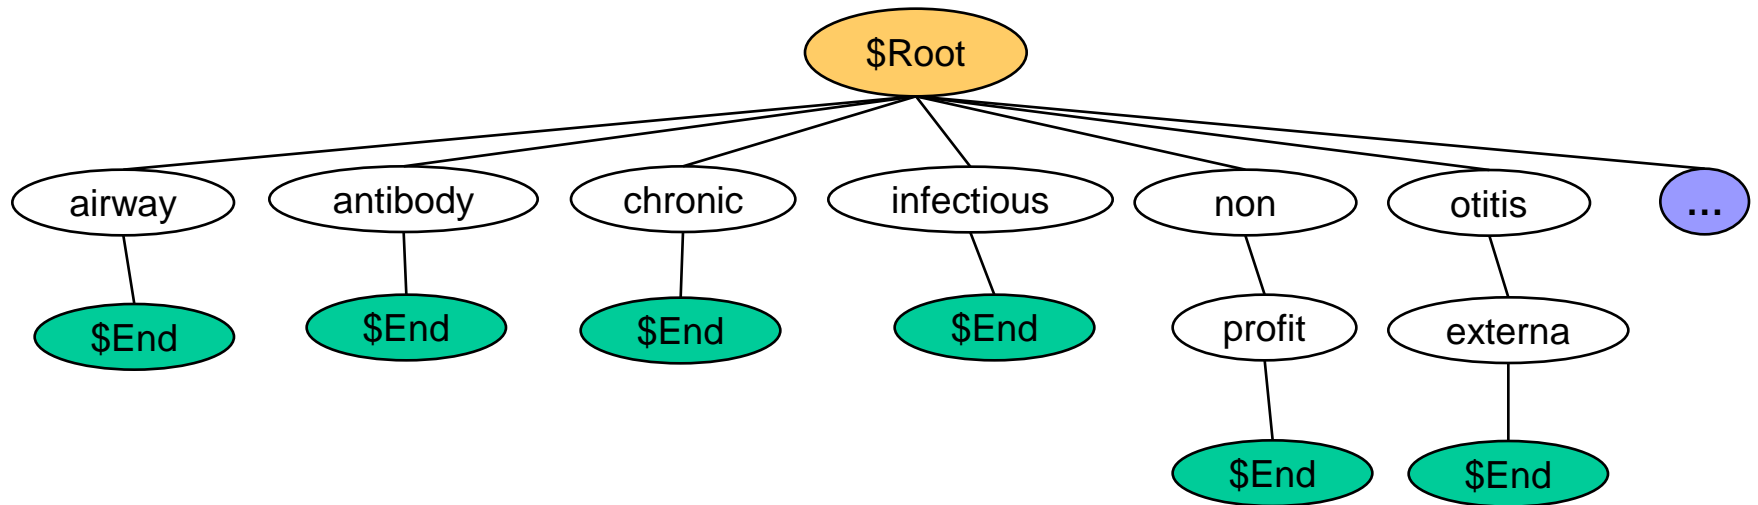 $Root
airway antibody chronic infectious non otitis ...
$End $End $End $End profit externa
$End $End